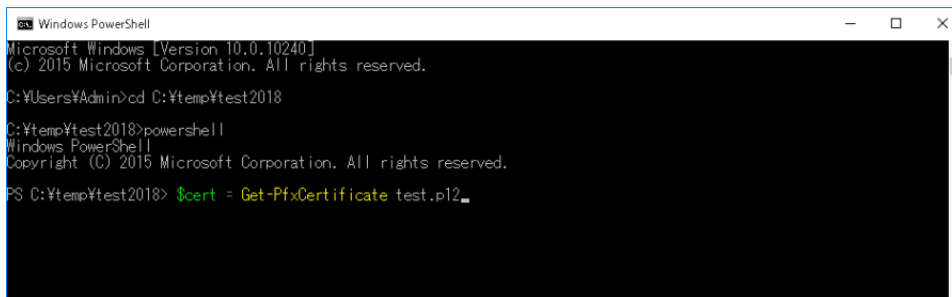 Windows PowerShell
Microsoft Windows [Version 10.0.10240]
(c) 2015 Microsoft Corporation. All rights reserved.
C:¥Users¥Admin>cd C:¥temp¥test2018
C:¥temp¥test2018>powershell
Windows PowerShell
Copyright (C) 2015 Microsoft Corporation. All rights reserved.
PS C:¥temp¥test2018> $cert = Get-PfxCertificate test.p12